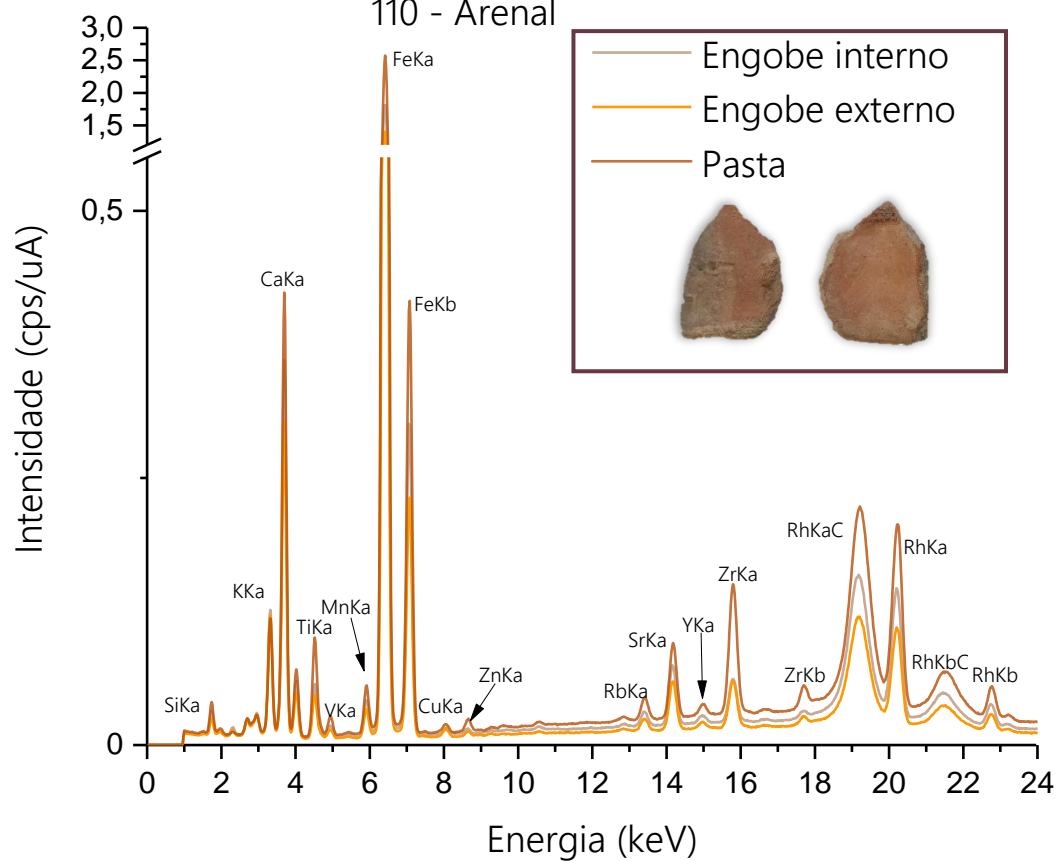 110 - Arenal
3,0
2,5
2,0
1,5
0,5
0
Intensidade (cps/uA)
Engobe interno
Engobe externo
Pasta
FeKa
CaKa
FeKb
KKa
MnKa
TiKa
SiKa
VKa
CuKa
ZnKa
RbKa
SrKa
YKa
ZrKa
ZrKb
RhKaC
RhKa
RhKbC
RhKb
0 2 4 6 8 10 12 14 16 18 20 22 24
Energia (keV)